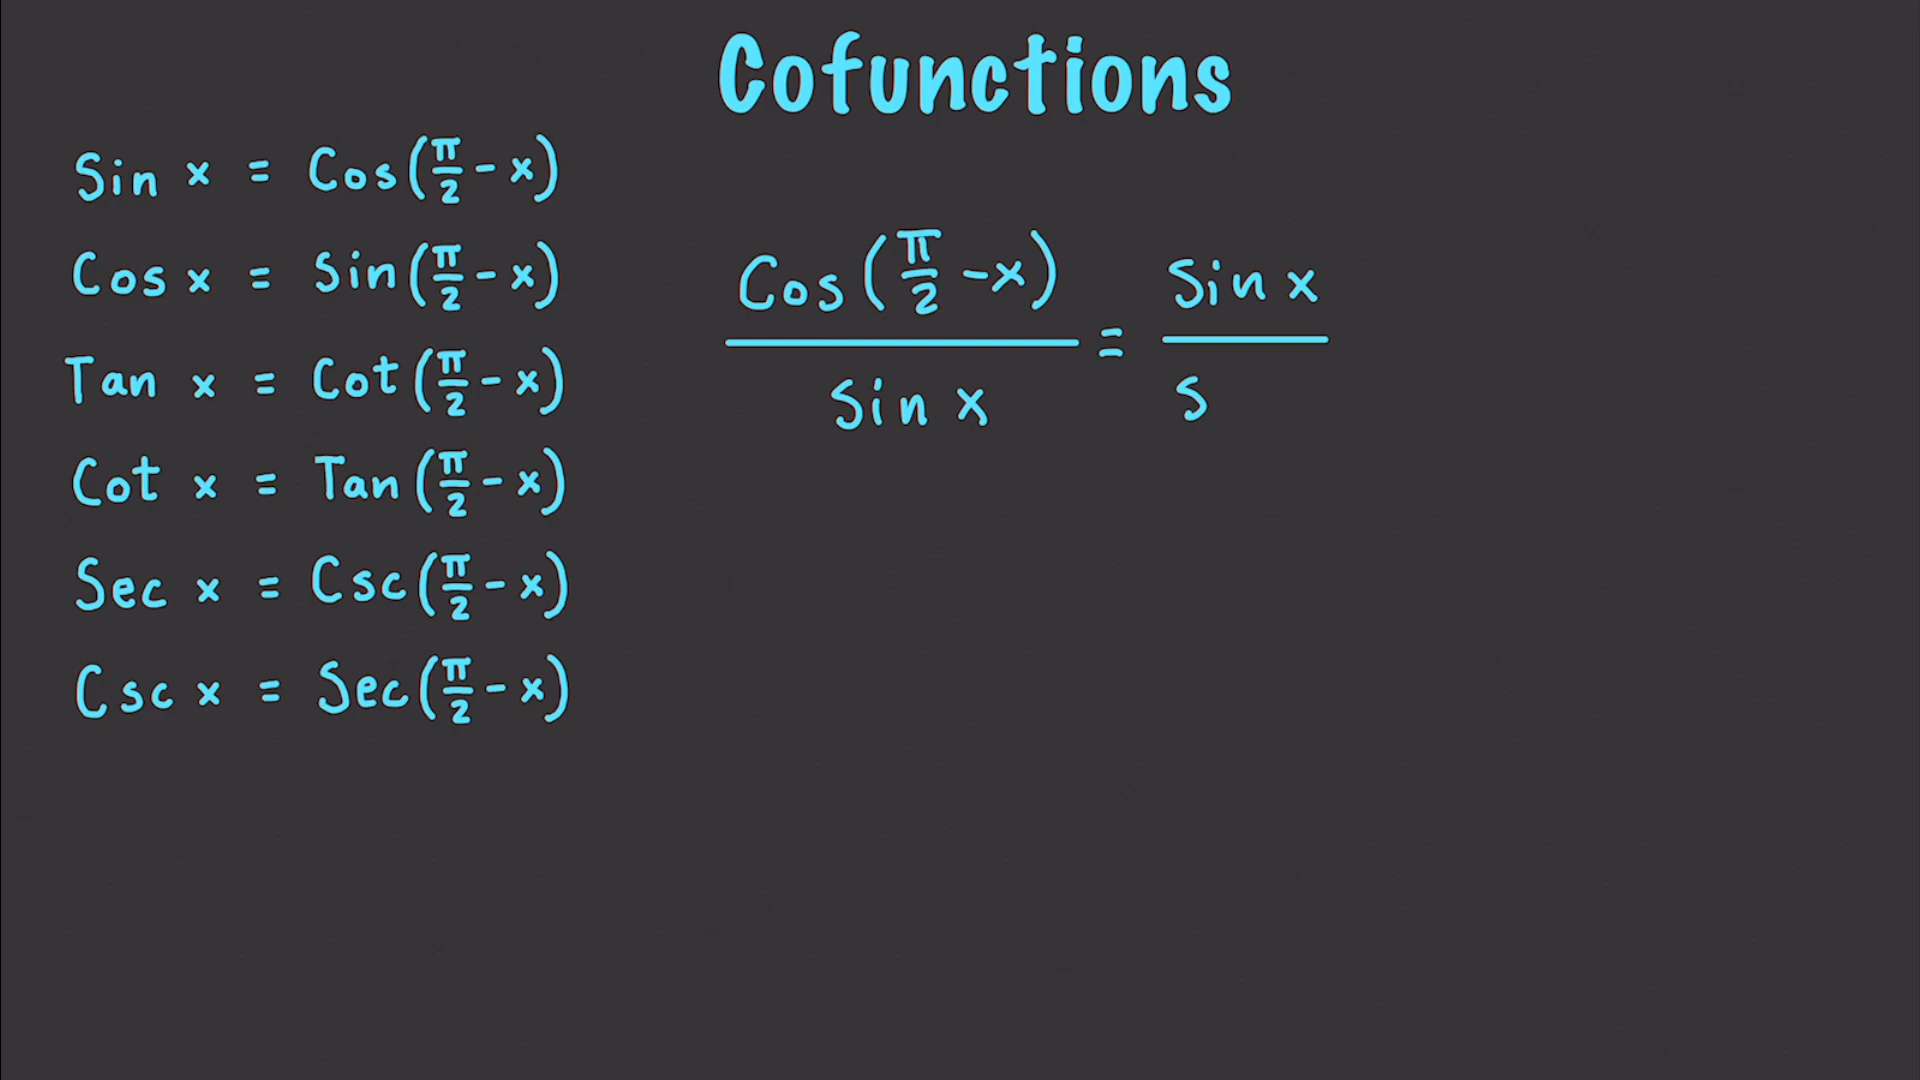 Cofunctions
Sin x = Cos(π/2 - x)
Cos x = Sin(π/2 - x)
Tan x = Cot(π/2 - x)
Cot x = Tan(π/2 - x)
Sec x = Csc(π/2 - x)
Csc x = Sec(π/2 - x)
Cos(π/2 - x) / Sin x = Sin x / S